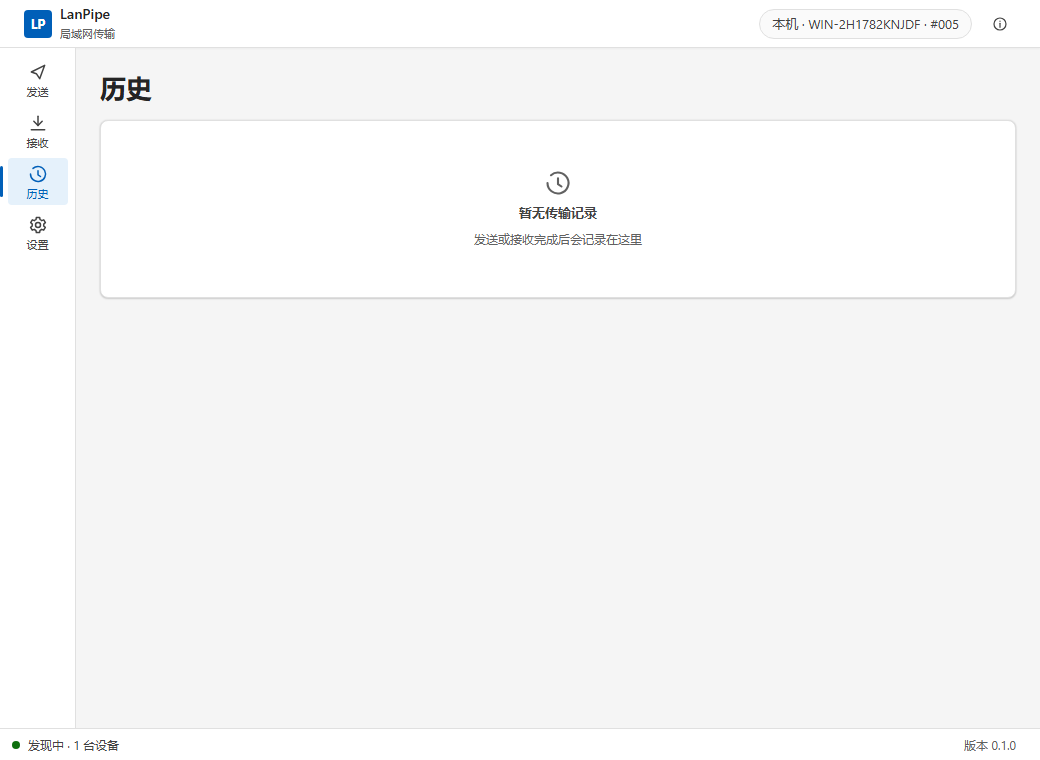 LP
LanPipe
局域网传输
本机 · WIN-2H1782KNJDF · #005
发送
接收
历史
设置
历史
暂无传输记录
发送或接收完成后会记录在这里
发现中 · 1 台设备
版本 0.1.0